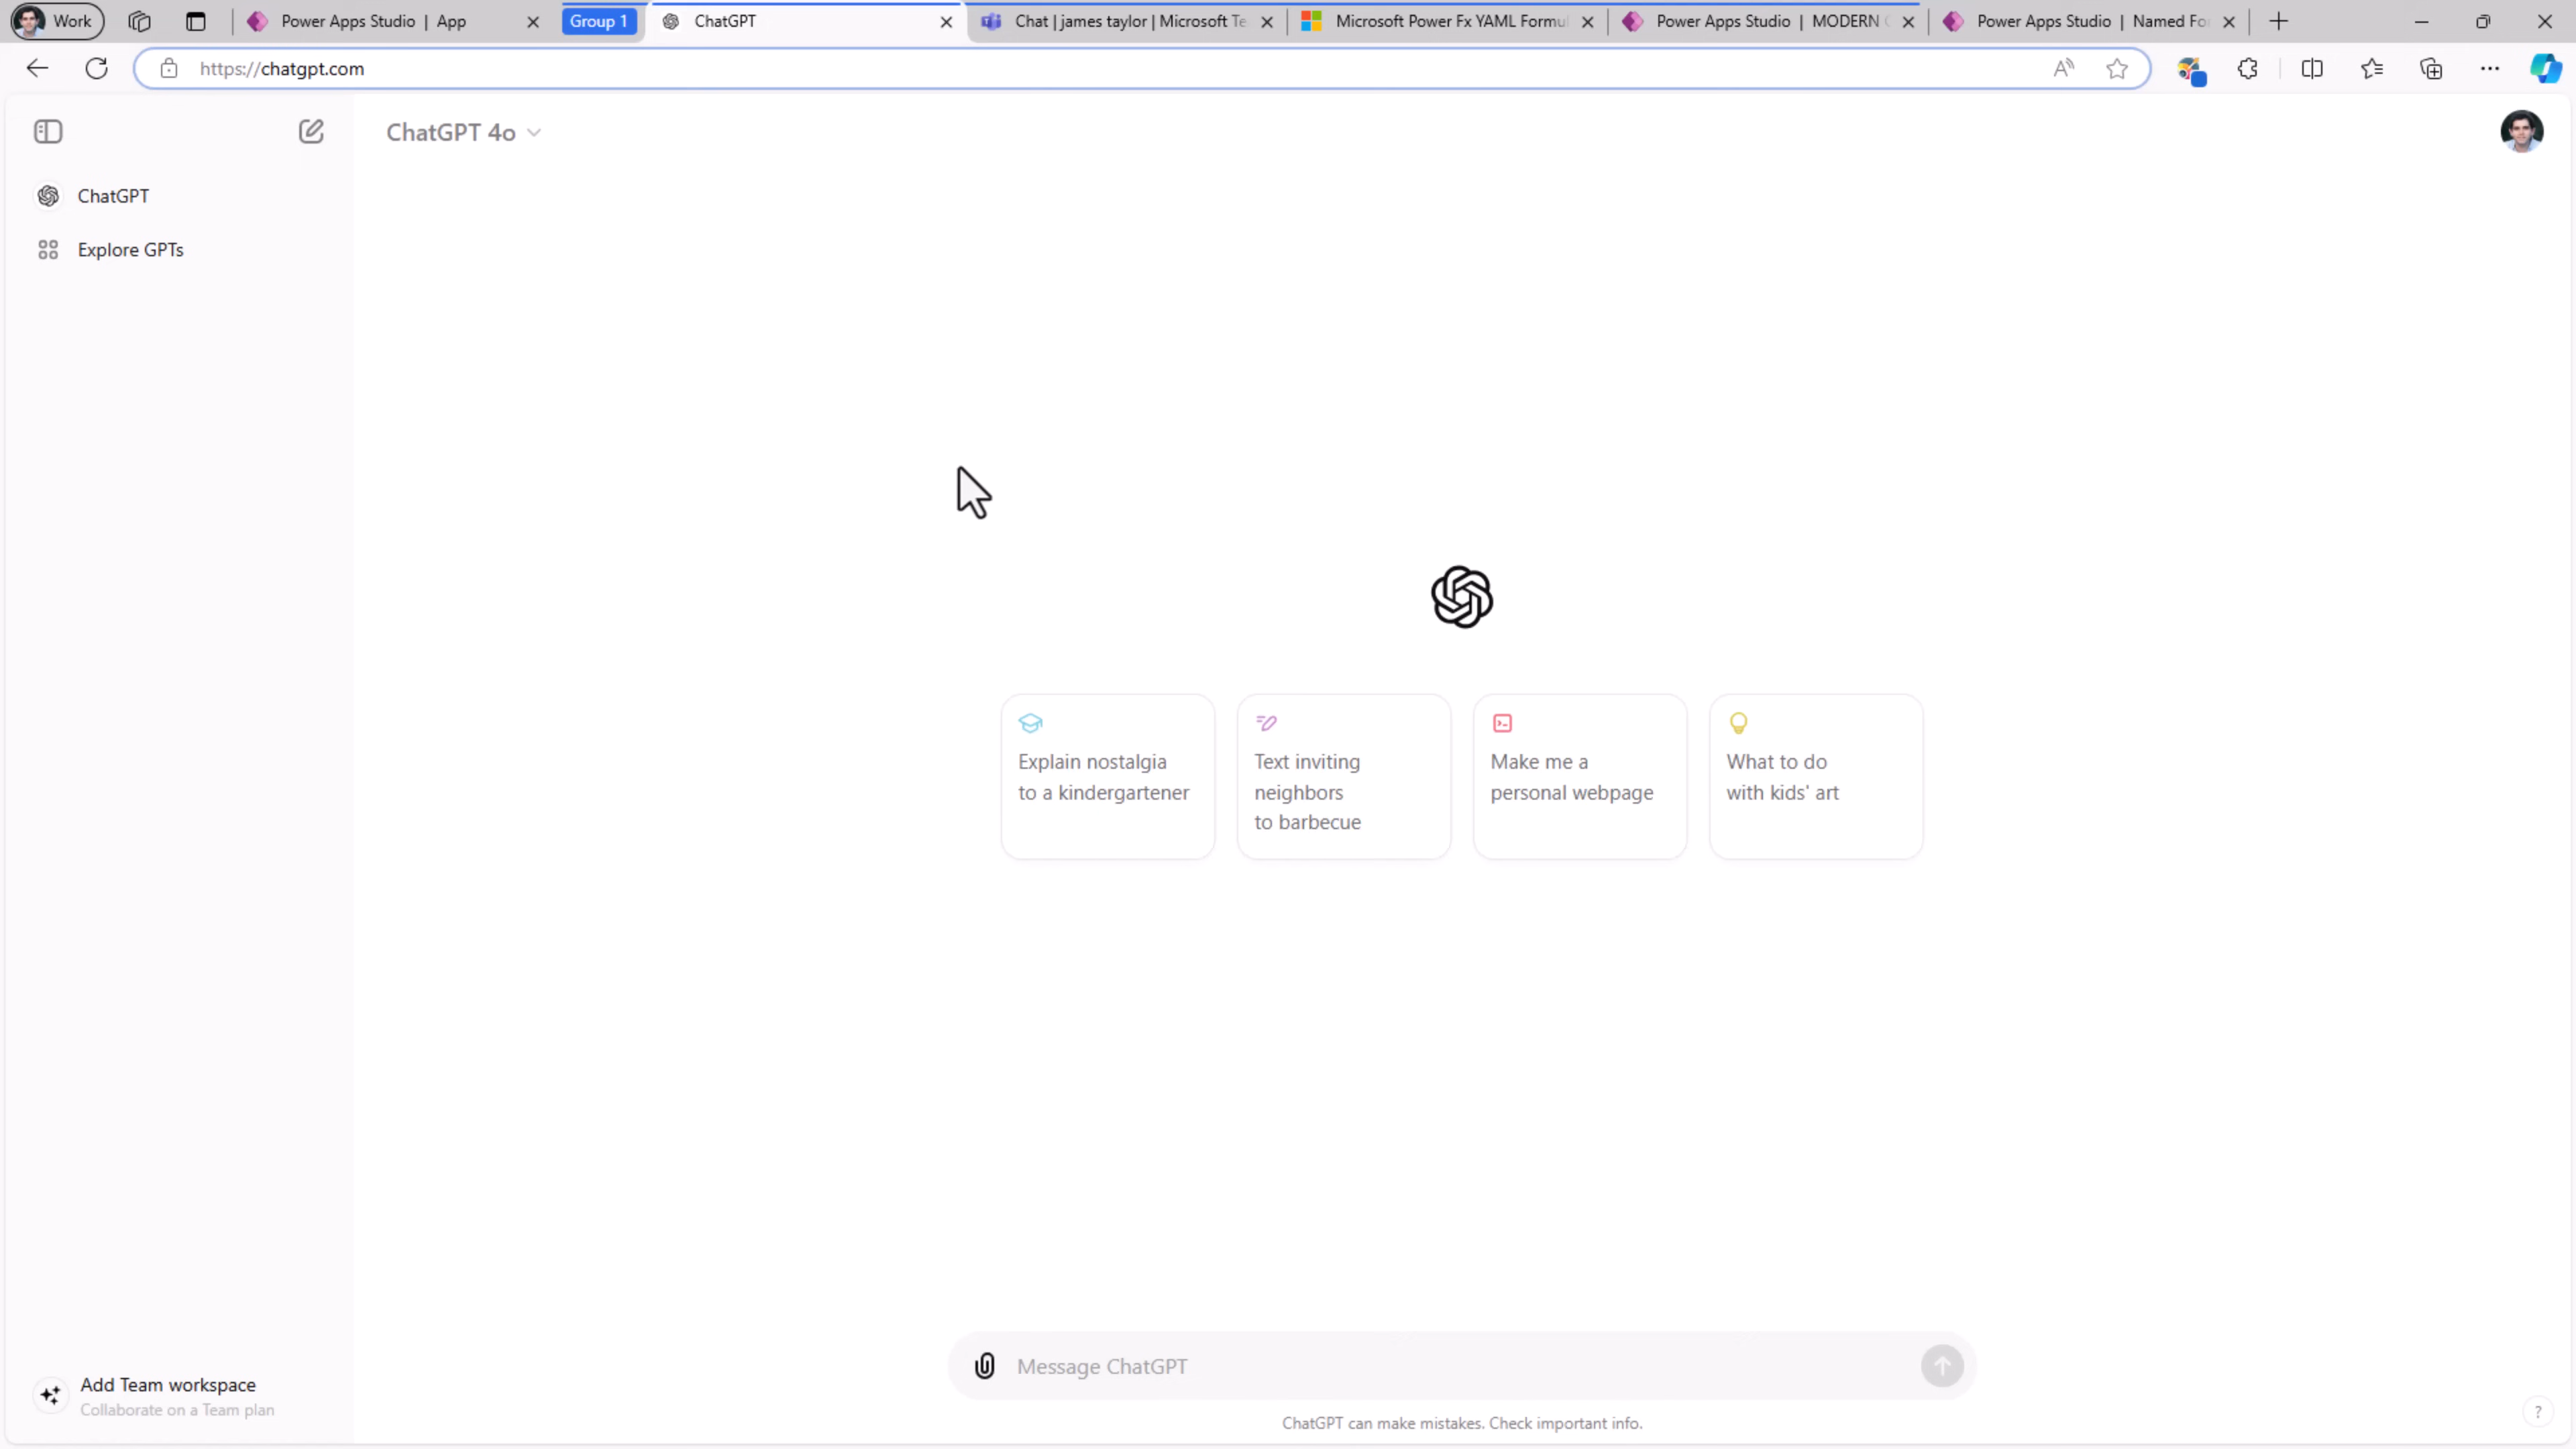 Work
Power Apps Studio | App
Group 1
ChatGPT
Chat | james taylor | Microsoft Te
Microsoft Power Fx YAML Formul
Power Apps Studio | MODERN
Power Apps Studio | Named Fo
https://chatgpt.com
ChatGPT 4o
ChatGPT
Explore GPTs
Explain nostalgia
to a kindergartener
Text inviting
neighbors
to barbecue
Make me a
personal webpage
What to do
with kids' art
Add Team workspace
Collaborate on a Team plan
Message ChatGPT
ChatGPT can make mistakes. Check important info.
?